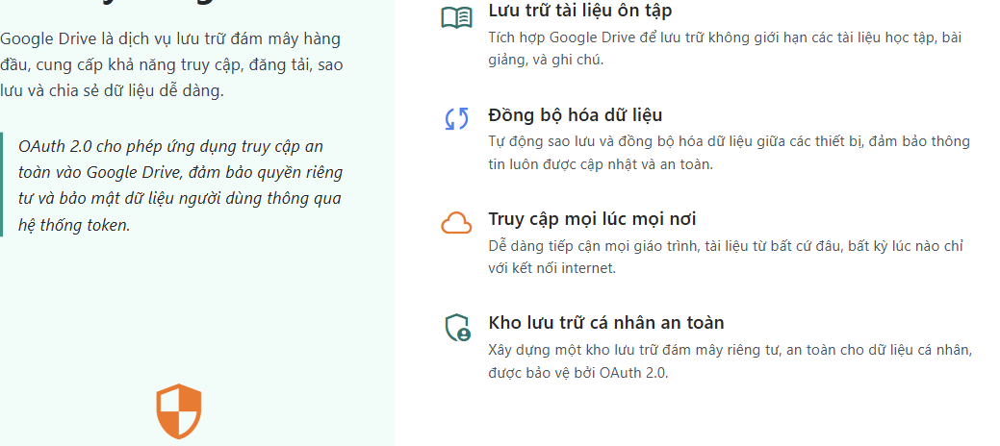 Google Drive là dịch vụ lưu trữ đám mây hàng
đầu, cung cấp khả năng truy cập, đăng tải, sao
lưu và chia sẻ dữ liệu dễ dàng.
OAuth 2.0 cho phép ứng dụng truy cập an
toàn vào Google Drive, đảm bảo quyền riêng
tư và bảo mật dữ liệu người dùng thông qua
hệ thống token.
Lưu trữ tài liệu ôn tập
Tích hợp Google Drive để lưu trữ không giới hạn các tài liệu học tập, bài
giảng, và ghi chú.
Đồng bộ hóa dữ liệu
Tự động sao lưu và đồng bộ hóa dữ liệu giữa các thiết bị, đảm bảo thông
tin luôn được cập nhật và an toàn.
Truy cập mọi lúc mọi nơi
Dễ dàng tiếp cận mọi giáo trình, tài liệu từ bất cứ đâu, bất kỳ lúc nào chỉ
với kết nối internet.
Kho lưu trữ cá nhân an toàn
Xây dựng một kho lưu trữ đám mây riêng tư, an toàn cho dữ liệu cá nhân,
được bảo vệ bởi OAuth 2.0.